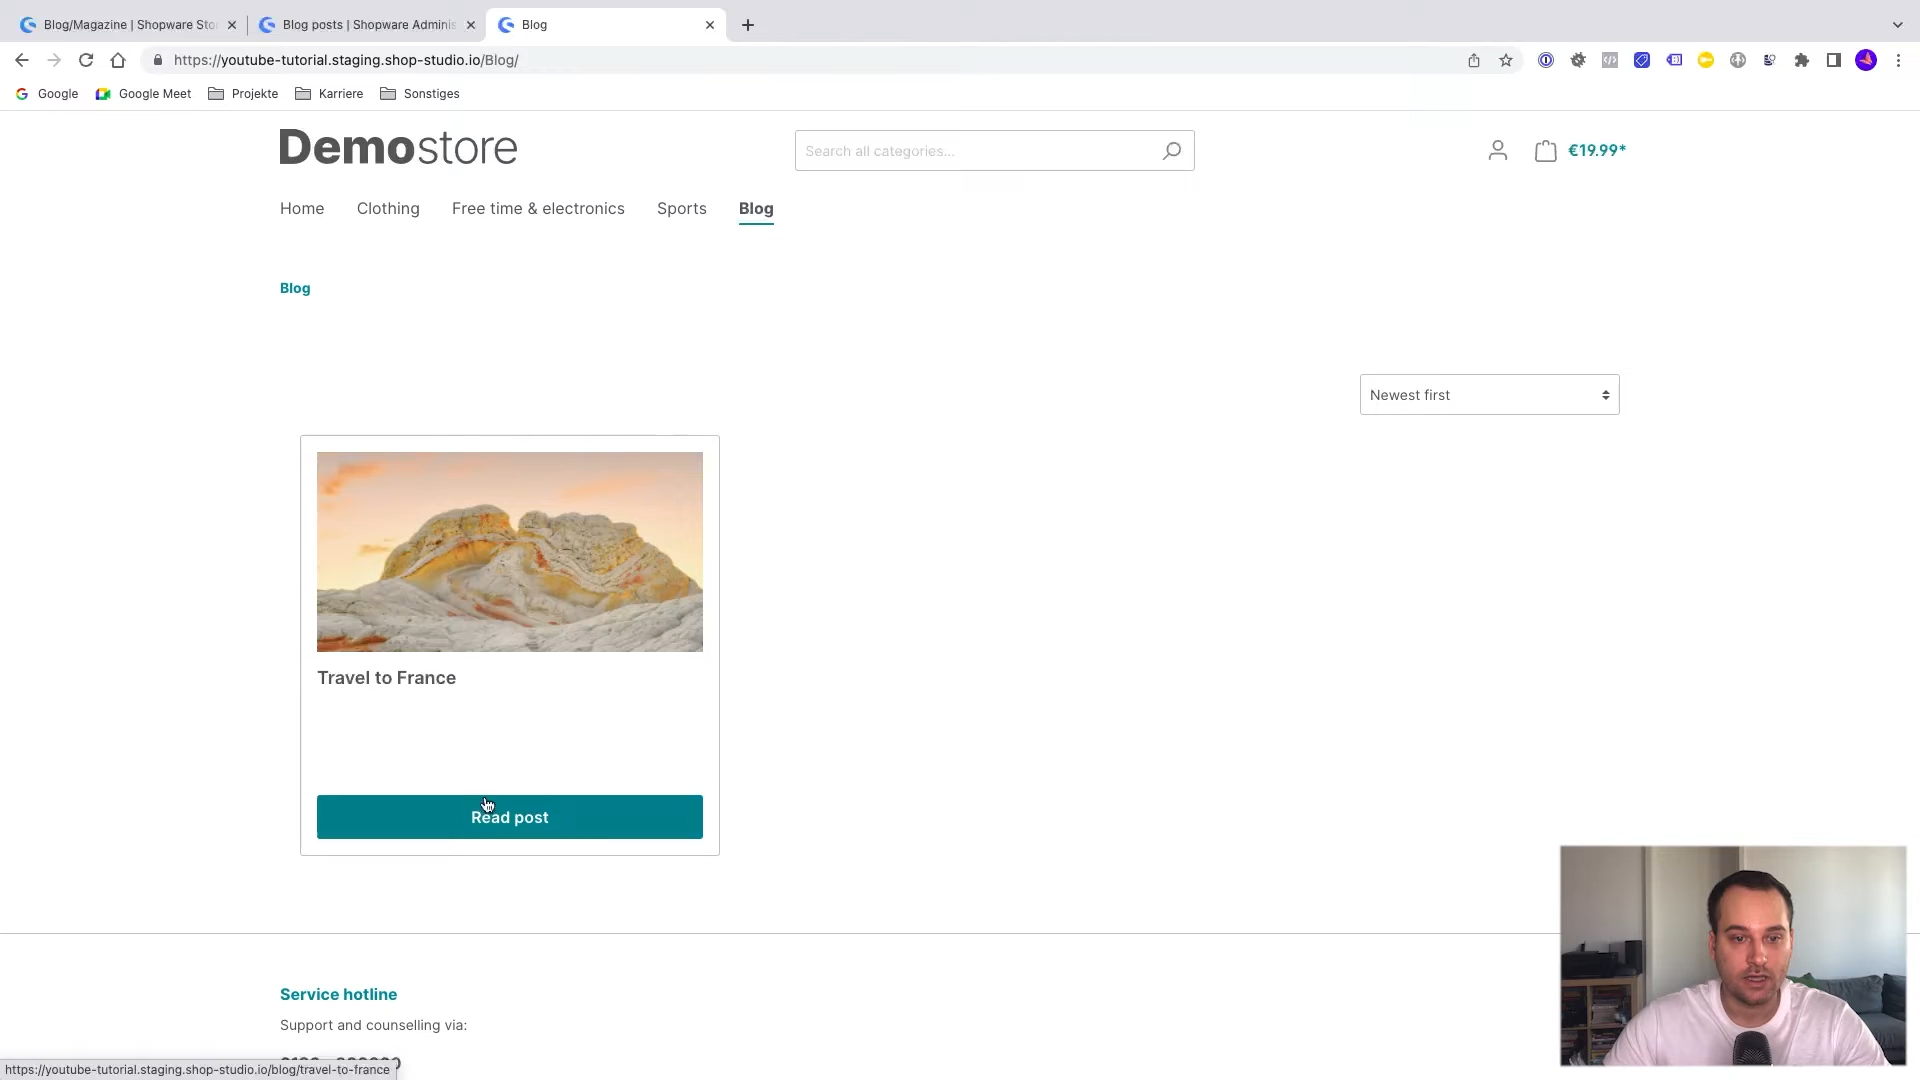 Blog/Magazine | Shopware Sto
Blog posts | Shopware Adminis
Blog
https://youtube-tutorial.staging.shop-studio.io/Blog/
Google
Google Meet
Projekte
Karriere
Sonstiges
Demostore
Search all categories...
€19.99*
Home
Clothing
Free time & electronics
Sports
Blog
Blog
Newest first
Travel to France
Read post
Service hotline
Support and counselling via:
https://youtube-tutorial.staging.shop-studio.io/blog/travel-to-france